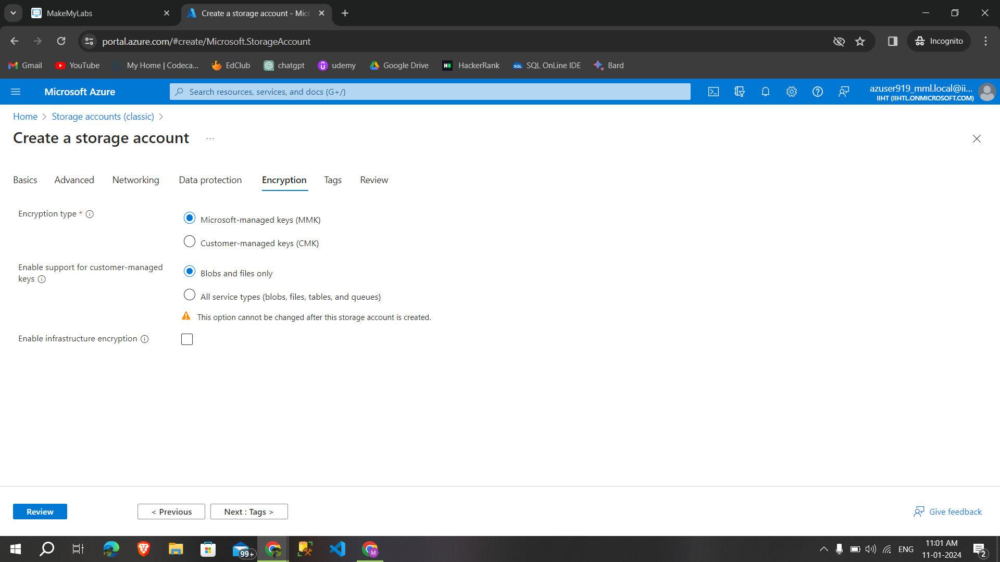 MakeMyLabs
Create a storage account - Micr
portal.azure.com/#create/Microsoft.StorageAccount
Incognito
Gmail
YouTube
My Home | Codeca...
EdClub
chatgpt
udemy
Google Drive
HackerRank
SQL OnLine IDE
Bard
Microsoft Azure
Search resources, services, and docs (G+/)
azuser919_mml.local@ii...
IIHT (IIHTL.ONMICROSOFT.COM)
Home > Storage accounts (classic) >
Create a storage account ...
Basics
Advanced
Networking
Data protection
Encryption
Tags
Review
Encryption type *
Microsoft-managed keys (MMK)
Customer-managed keys (CMK)
Enable support for customer-managed
keys
Blobs and files only
All service types (blobs, files, tables, and queues)
This option cannot be changed after this storage account is created.
Enable infrastructure encryption
Review
< Previous
Next : Tags >
Give feedback
99+
M
ENG
11:01 AM
11-01-2024
2